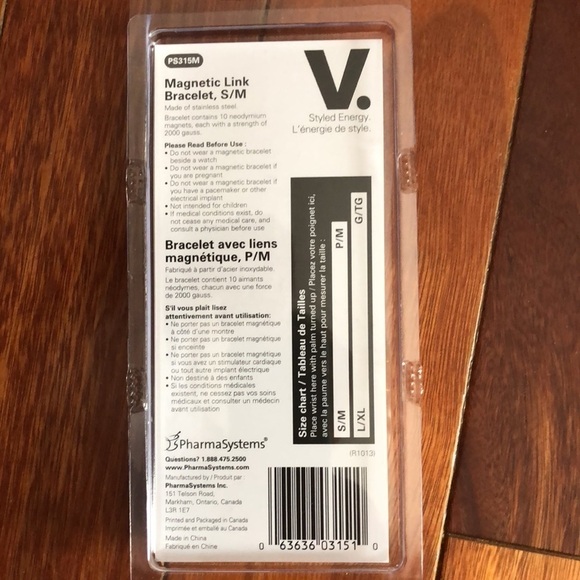 PS315M
Magnetic Link
Bracelet, S/M
Made of stainless steel.
Bracelet contains 10 neodymium
magnets, each with a strength of
2000 gauss.
Please Read Before Use :
• Do not wear a magnetic bracelet
beside a watch
• Do not wear a magnetic bracelet if
you are pregnant
• Do not wear a magnetic bracelet if
you have a pacemaker or other
electrical implant
• Not intended for children
• If medical conditions exist, do
not cease any medical care, and
consult a physician before use
Bracelet avec liens
magnétique, P/M
Fabriqué à partir d'acier inoxydable.
Le bracelet contient 10 aimants
néodymes, chacun avec une force
de 2000 gauss.
S'il vous plait lisez
attentivement avant utilisation:
• Ne porter pas un bracelet magnétique
à côté d'une montre
• Ne porter pas un bracelet magnétique
si enceinte
• Ne porter pas un bracelet magnétique
si vous avez un stimulateur cardiaque
ou tout autre implant électrique
• Non destiné à des enfants
• Si les conditions médicales
existent, ne cessez pas vos soins
médicaux et consulter un médecin
avant utilisation
PharmaSystems®
Questions? 1.888.475.2500
www.PharmaSystems.com
Manufactured by / Produit par :
PharmaSystems Inc.
151 Telson Road,
Markham, Ontario, Canada
L3R 1E7
Printed and Packaged in Canada
Imprimée et emballé au Canada
Made in China
Fabriqué en Chine
V.
Styled Energy.
L'énergie de style.
Size chart / Tableau de Tailles
Place wrist here with palm turned up / Placez votre poignet ici,
avec la paume vers le haut pour mesurer la taille :
S/M P/M
L/XL G/TG
(R1013)
0 63636 03151 0